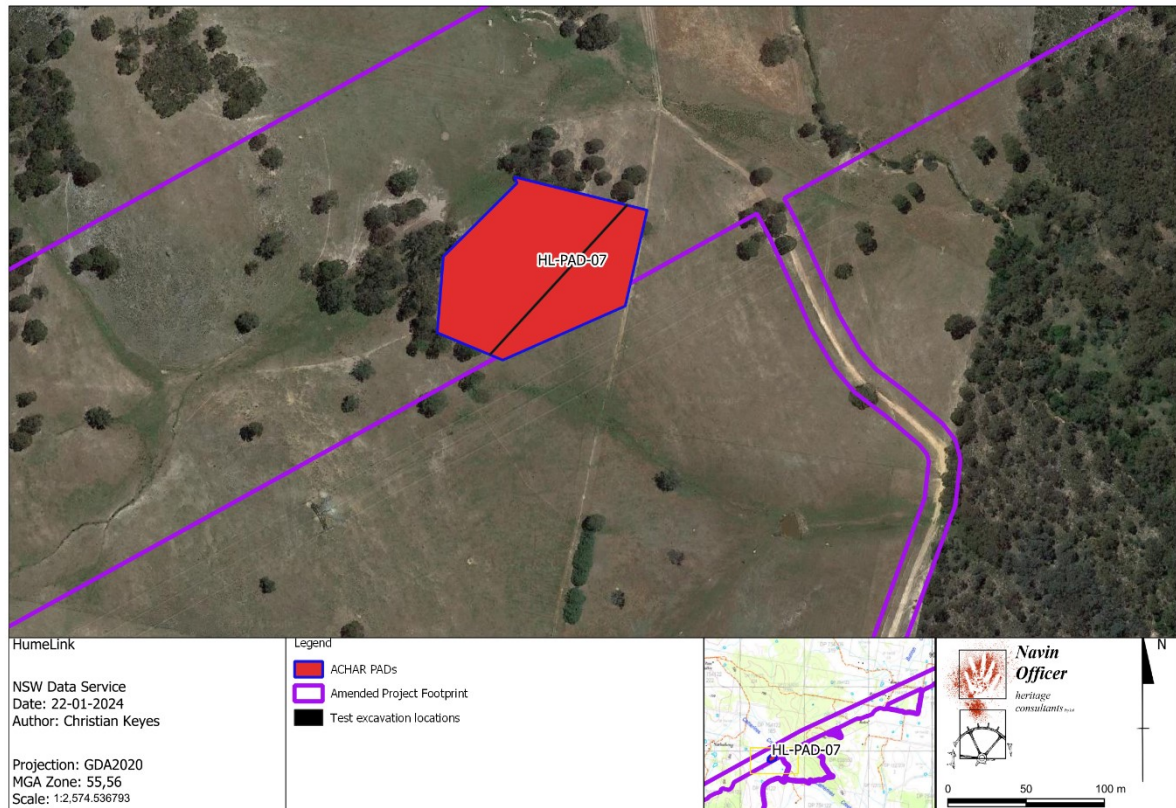 HL-PAD-07
HumeLink
NSW Data Service
Date: 22-01-2024
Author: Christian Keyes
Projection: GDA2020
MGA Zone: 55,56
Scale: 1:2,574.536793
Legend
ACHAR PADs
Amended Project Footprint
Test excavation locations
HL-PAD-07
Navin
Officer
heritage
consultants
N
0 50 100 m